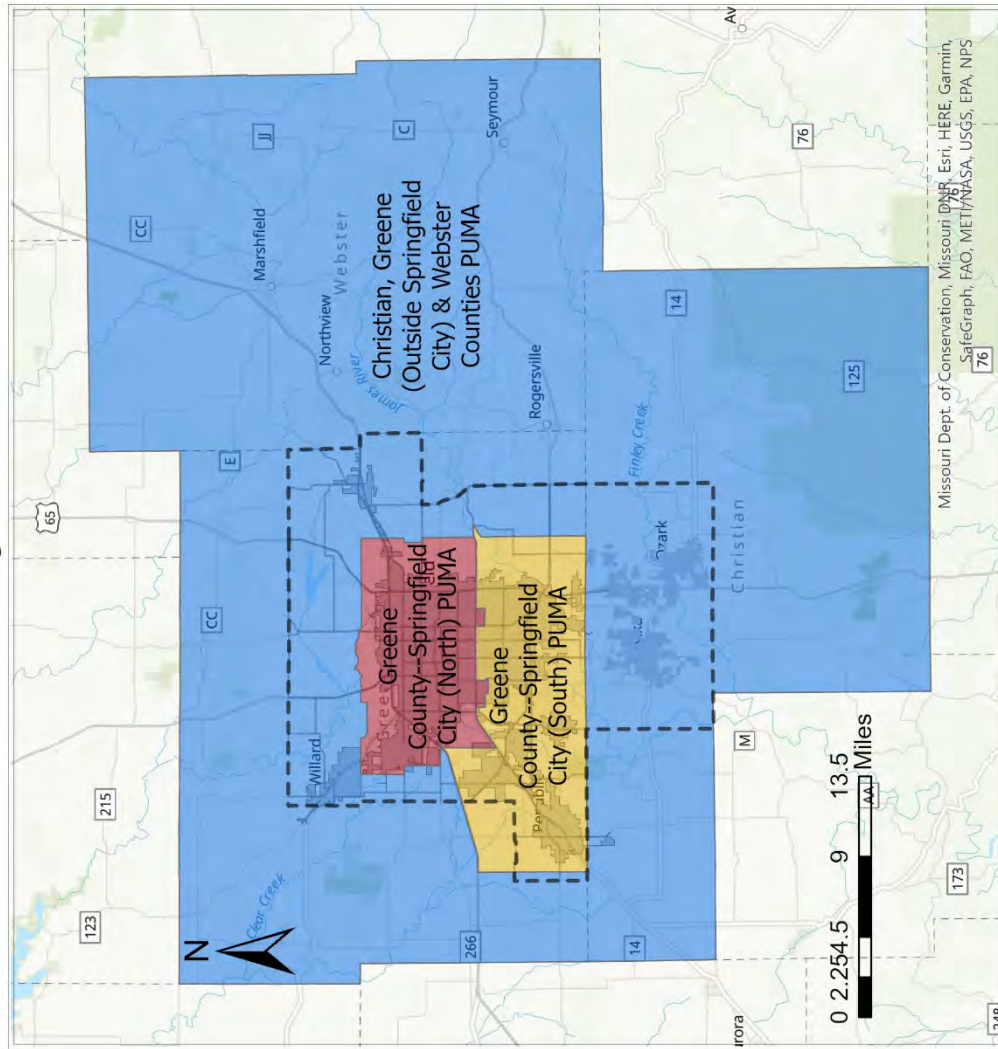 65
CC
JJ
C
CC
E
215
123
Clear Creek
N
Willard
Marshfield
Northview
Webster
James River
Seymour
Christian, Greene
(Outside Springfield
City) & Webster
Counties PUMA
Greene
County--Springfield
City (North) PUMA
Greene
County--Springfield
City (South) PUMA
Rogersville
266
14
Finley Creek
14
Christian
125
76
76
76
M
AA
173
248
0 2.25 4.5 9 13.5
Miles
Missouri Dept. of Conservation, Missouri DNR, Esri, HERE, Garmin,
SafeGraph, FAO, METI/NASA, USGS, EPA, NPS